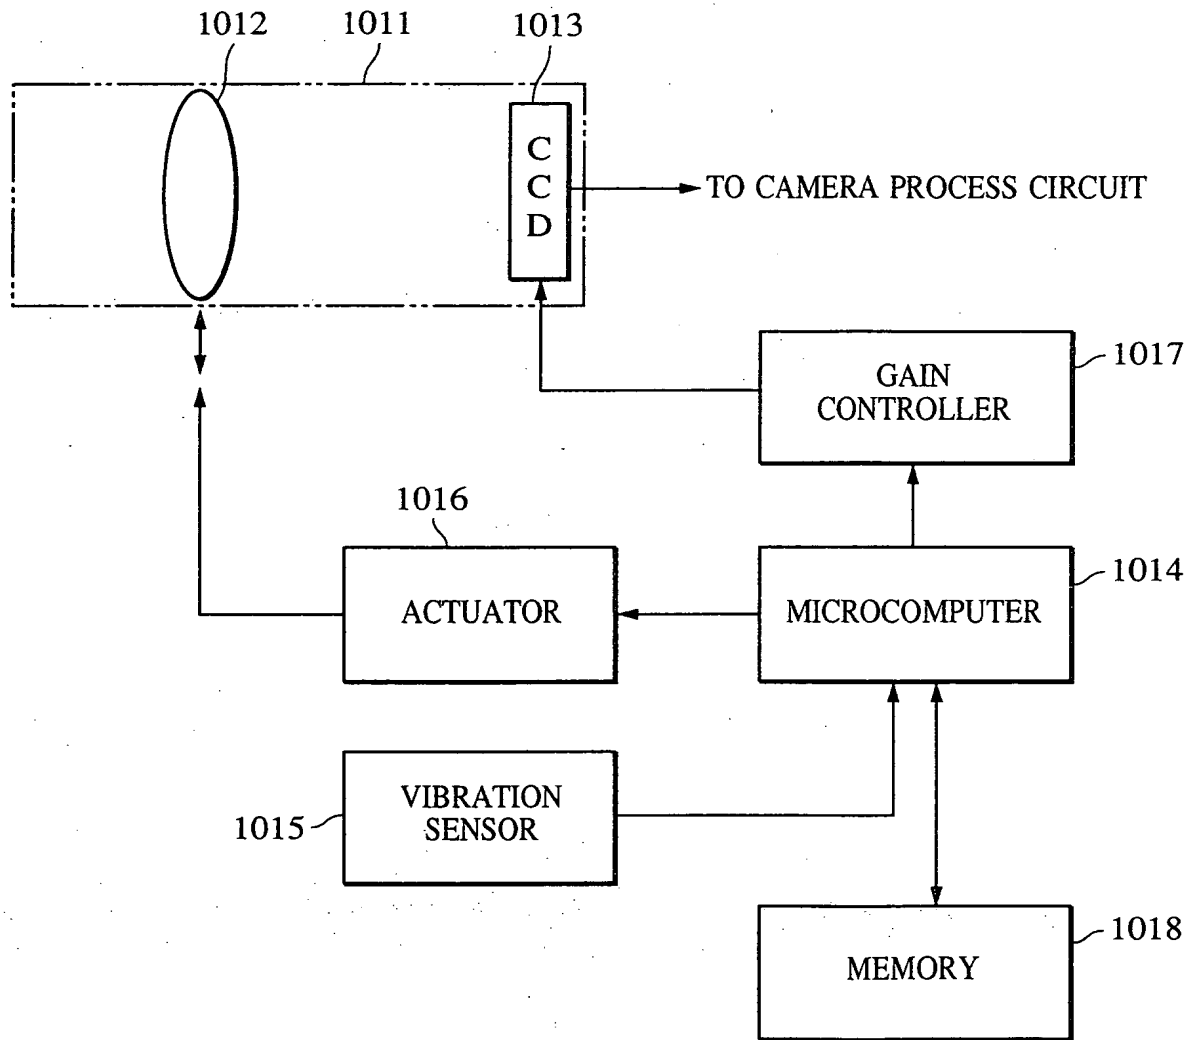 1012
1011
1013
C
C
D
TO CAMERA PROCESS CIRCUIT
GAIN
CONTROLLER
1017
1016
ACTUATOR
MICROCOMPUTER
1014
VIBRATION
SENSOR
1015
MEMORY
1018